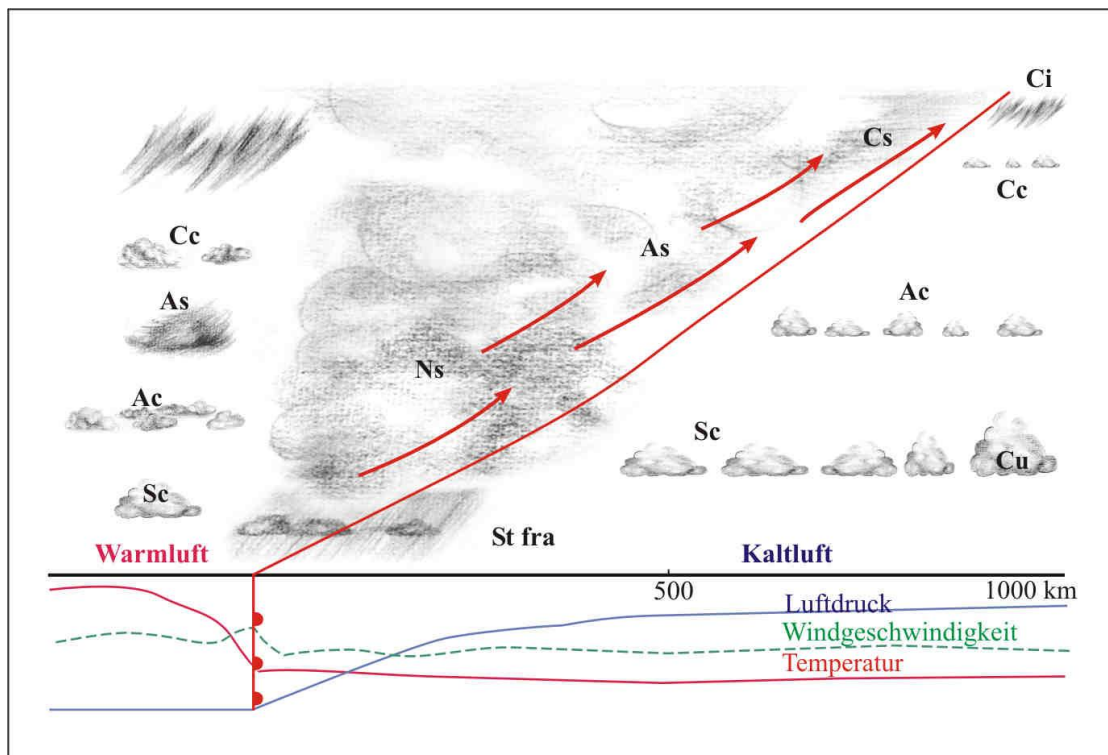 Ci
Cs
Cc
Cc
As
As
Ac
Ns
Ac
Sc
Cu
Sc
St fra
Warmluft
Kaltluft
500
1000 km
Luftdruck
Windgeschwindigkeit
Temperatur